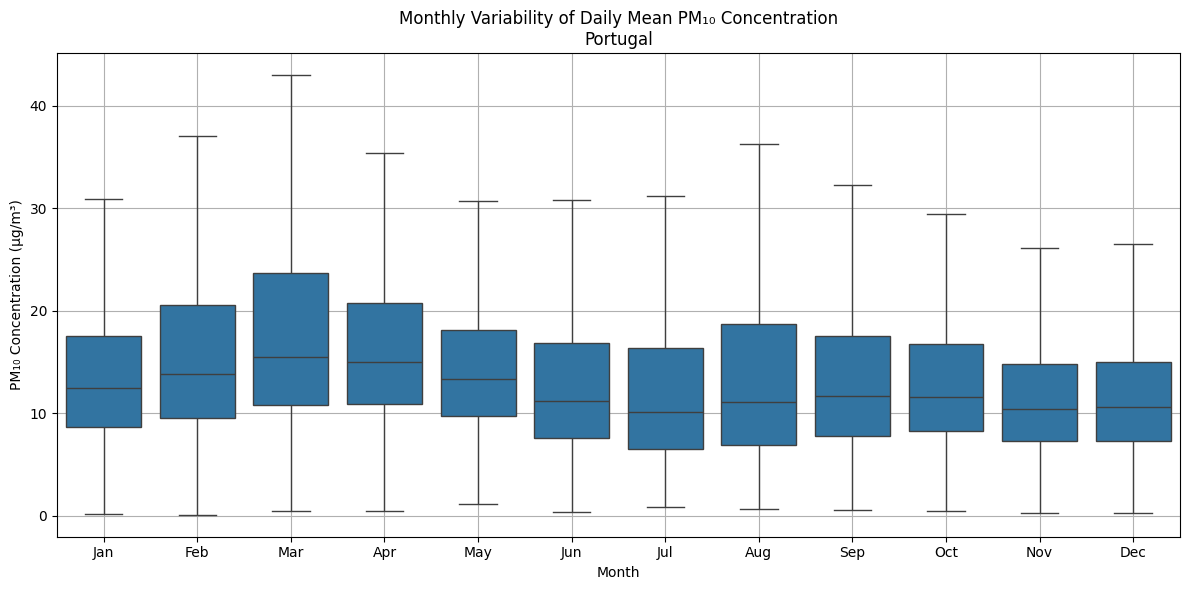 Monthly Variability of Daily Mean PM₁₀ Concentration
Portugal
PM₁₀ Concentration (µg/m³)
40
30
20
10
0
Jan Feb Mar Apr May Jun Jul Aug Sep Oct Nov Dec
Month